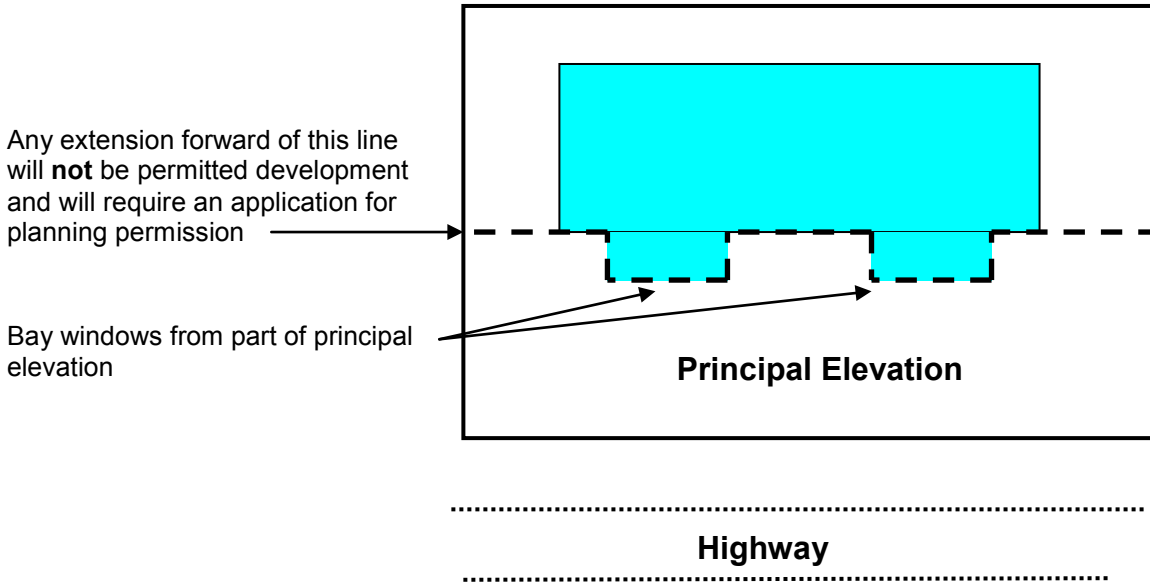 Any extension forward of this line
will not be permitted development
and will require an application for
planning permission
Bay windows from part of principal
elevation
Principal Elevation
Highway